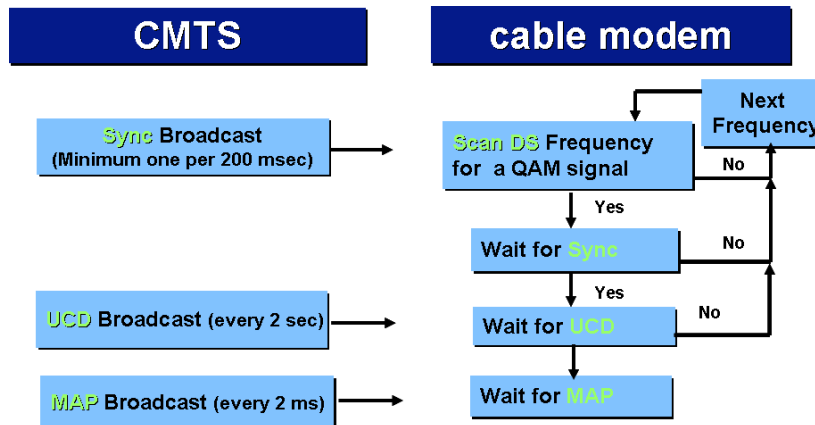 CMTS
cable modem
Next
Frequency
Sync Broadcast
(Minimum one per 200 msec)
Scan DS Frequency
for a QAM signal
No
Yes
Wait for Sync
No
Yes
UCD Broadcast (every 2 sec)
Wait for UCD
No
MAP Broadcast (every 2 ms)
Wait for MAP